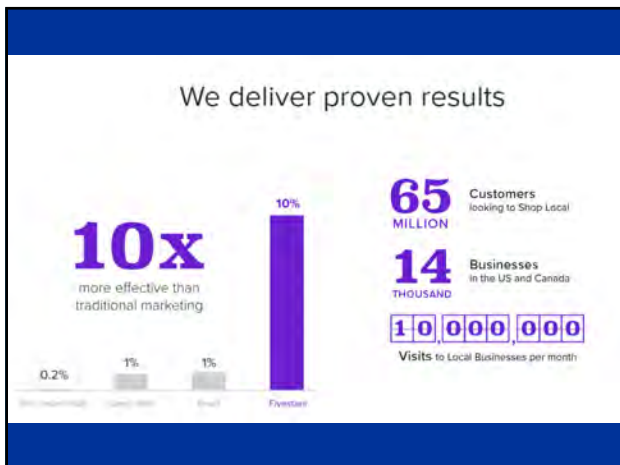 We deliver proven results
10x
more effective than
traditional marketing
0.2%
1%
1%
10%
Email
Fivestars
65
MILLION
Customers
looking to Shop Local
14
THOUSAND
Businesses
in the US and Canada
10,000,000
Visits to Local Businesses per month